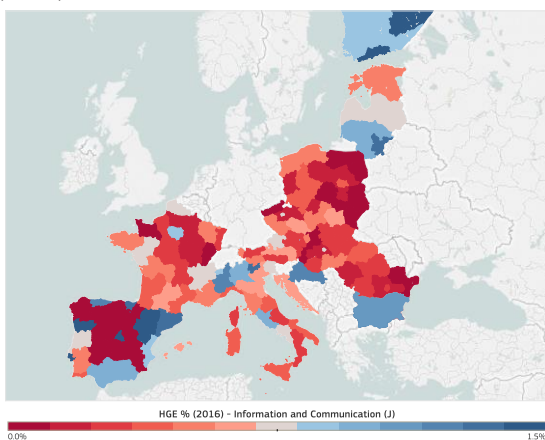 HGE % (2016) - Information and Communication (J)
0.0%
1.5%